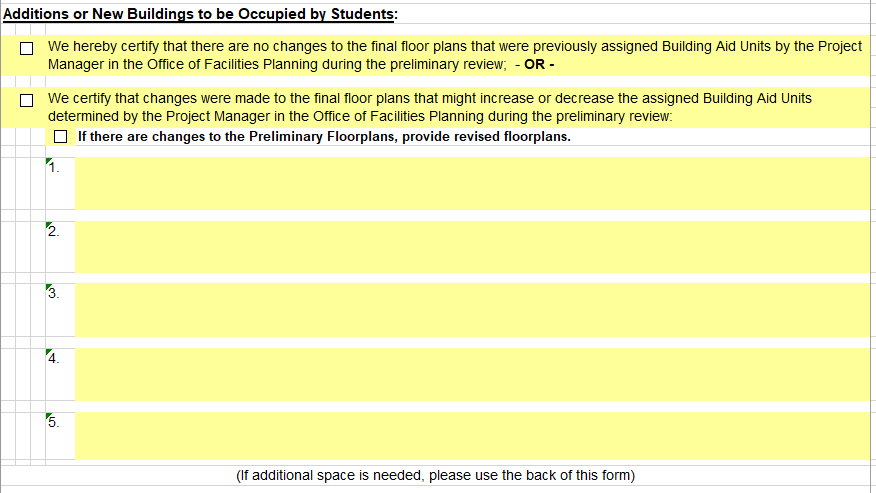 Additions or New Buildings to be Occupied by Students:
We hereby certify that there are no changes to the final floor plans that were previously assigned Building Aid Units by the Project
Manager in the Office of Facilities Planning during the preliminary review; - OR -
We certify that changes were made to the final floor plans that might increase or decrease the assigned Building Aid Units
determined by the Project Manager in the Office of Facilities Planning during the preliminary review:
If there are changes to the Preliminary Floorplans, provide revised floorplans.
1.
2.
3.
4.
5.
(If additional space is needed, please use the back of this form)